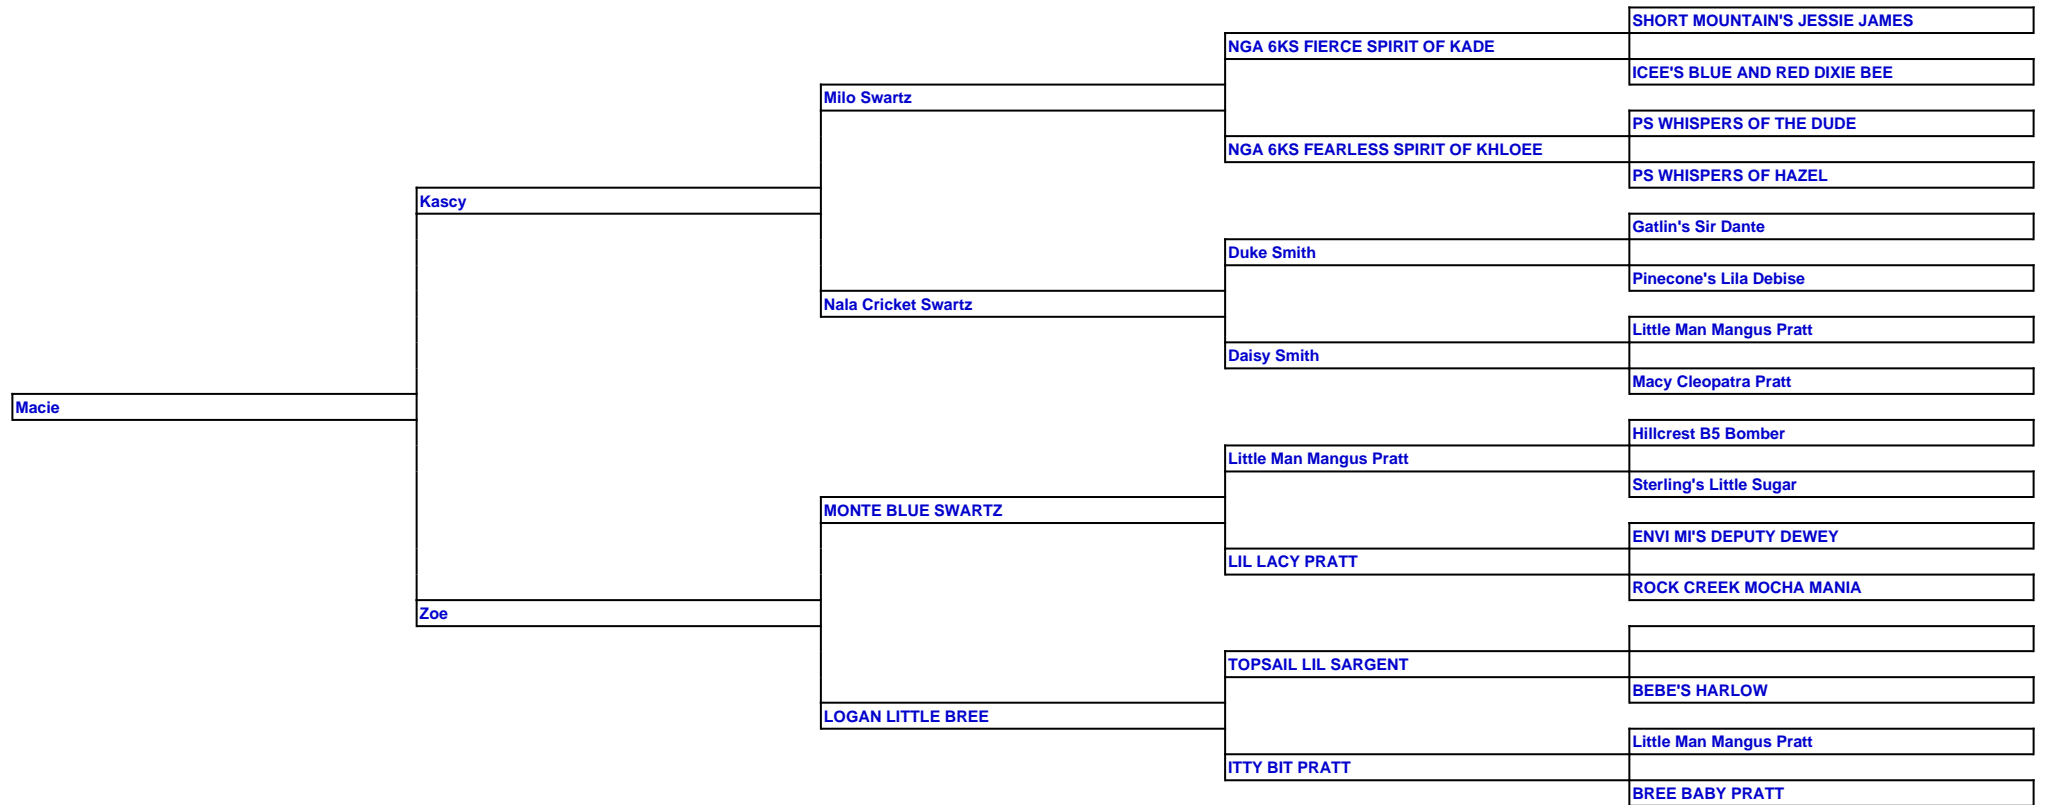 SHORT MOUNTAIN'S JESSIE JAMES
NGA 6KS FIERCE SPIRIT OF KADE
ICEE'S BLUE AND RED DIXIE BEE
Milo Swartz
PS WHISPERS OF THE DUDE
NGA 6KS FEARLESS SPIRIT OF KHLOEE
PS WHISPERS OF HAZEL
Kascy
Gatlin's Sir Dante
Duke Smith
Pinecone's Lila Debise
Nala Cricket Swartz
Little Man Mangus Pratt
Daisy Smith
Macy Cleopatra Pratt
Macie
Hillcrest B5 Bomber
Little Man Mangus Pratt
Sterling's Little Sugar
MONTE BLUE SWARTZ
ENVI MI'S DEPUTY DEWEY
LIL LACY PRATT
ROCK CREEK MOCHA MANIA
Zoe
TOPSAIL LIL SARGENT
BEBE'S HARLOW
LOGAN LITTLE BREE
Little Man Mangus Pratt
ITTY BIT PRATT
BREE BABY PRATT